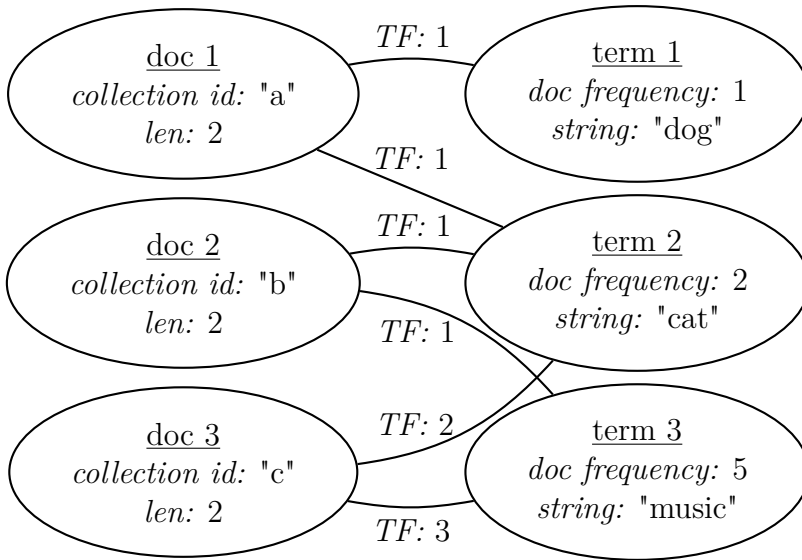 doc 1
collection id: "a"
len: 2
TF: 1
term 1
doc frequency: 1
string: "dog"
TF: 1
doc 2
collection id: "b"
len: 2
TF: 1
term 2
doc frequency: 2
string: "cat"
TF: 1
doc 3
collection id: "c"
len: 2
TF: 2
TF: 3
term 3
doc frequency: 5
string: "music"